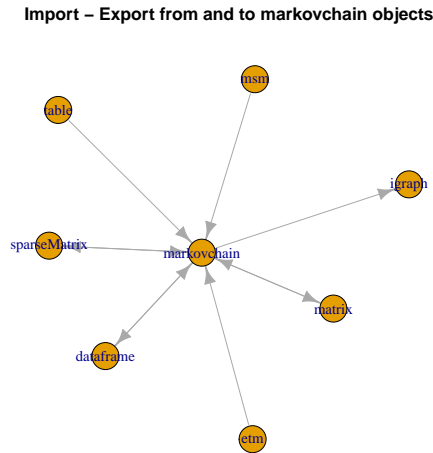 Import – Export from and to markovchain objects
msm
table
igraph
sparseMatrix
markovchain
matrix
dataframe
etm